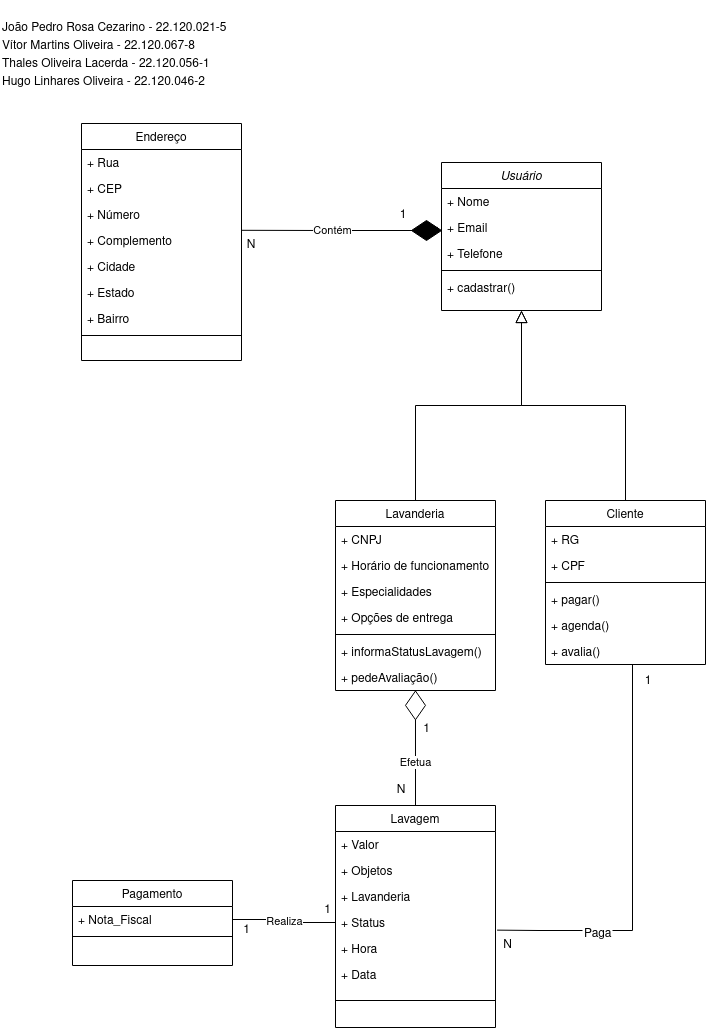 João Pedro Rosa Cezarino - 22.120.021-5
Vítor Martins Oliveira - 22.120.067-8
Thales Oliveira Lacerda - 22.120.056-1
Hugo Linhares Oliveira - 22.120.046-2
Endereço
+ Rua
+ CEP
+ Número
+ Complemento
+ Cidade
+ Estado
+ Bairro
N
Contém
1
Usuário
+ Nome
+ Email
+ Telefone
+ cadastrar()
Lavanderia
+ CNPJ
+ Horário de funcionamento
+ Especialidades
+ Opções de entrega
+ informaStatusLavagem()
+ pedeAvaliação()
Cliente
+ RG
+ CPF
+ pagar()
+ agenda()
+ avalia()
1
1
Efetua
N
Lavagem
+ Valor
+ Objetos
+ Lavanderia
+ Status
+ Hora
+ Data
Pagamento
+ Nota_Fiscal
1
Realiza
1
N
Paga